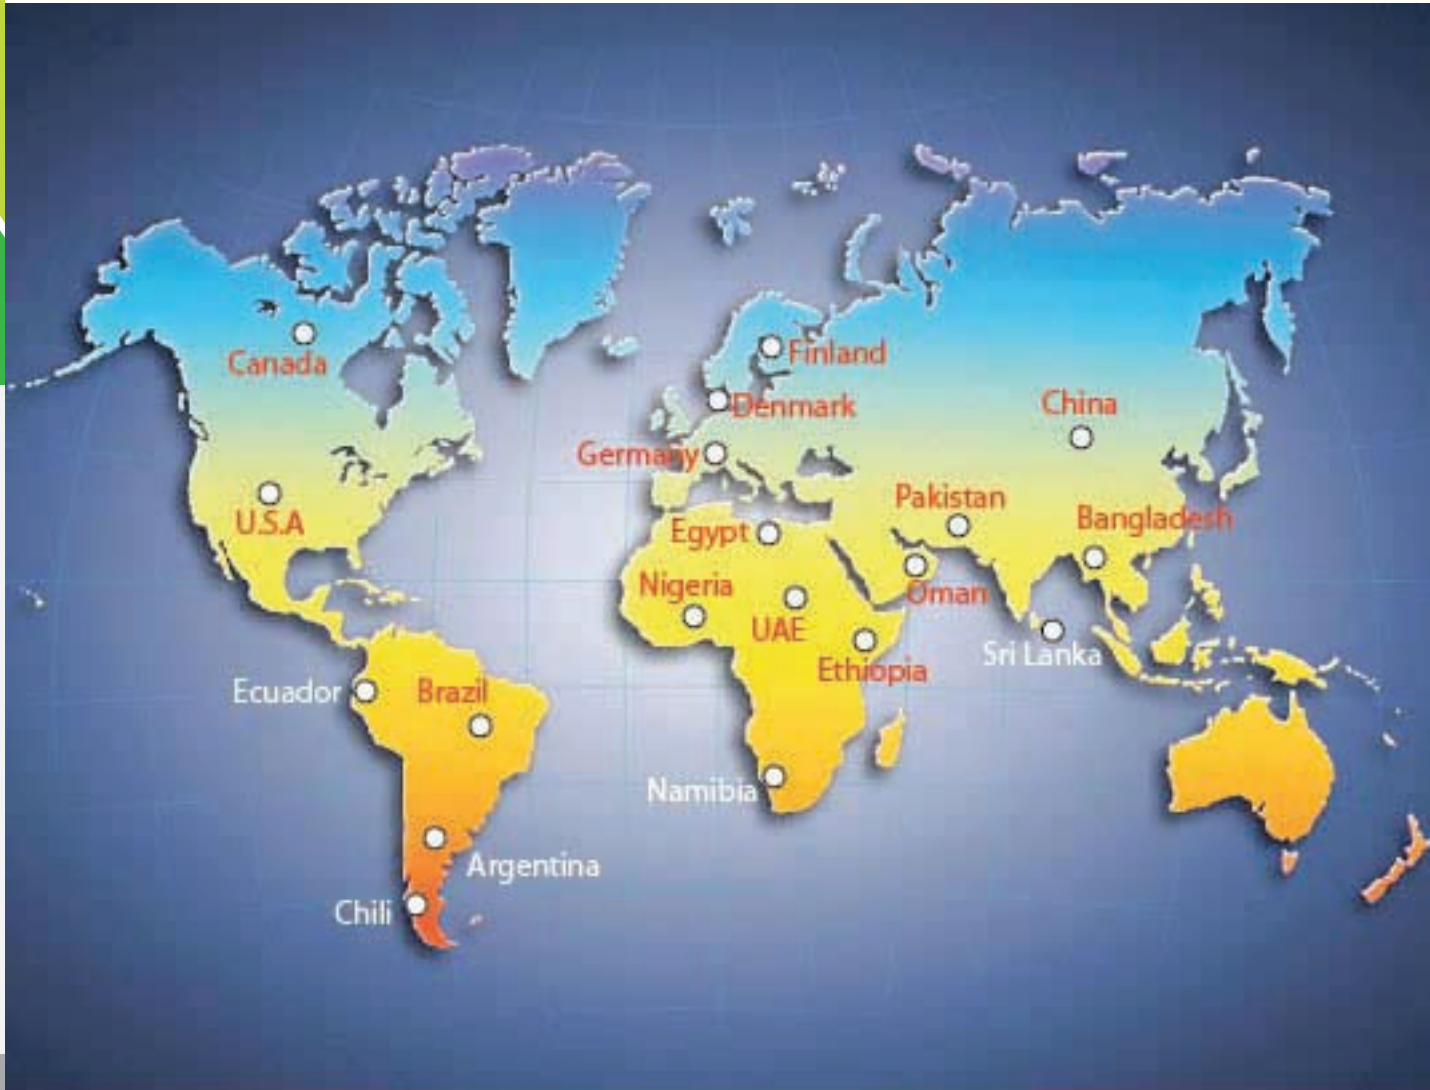 Canada
Finland
Denmark
China
Germany
Pakistan
U.S.A
Bangladesh
Egypt
Nigeria
Oman
UAE
Sri Lanka
Ethiopia
Ecuador
Brazil
Namibia
Argentina
Chili